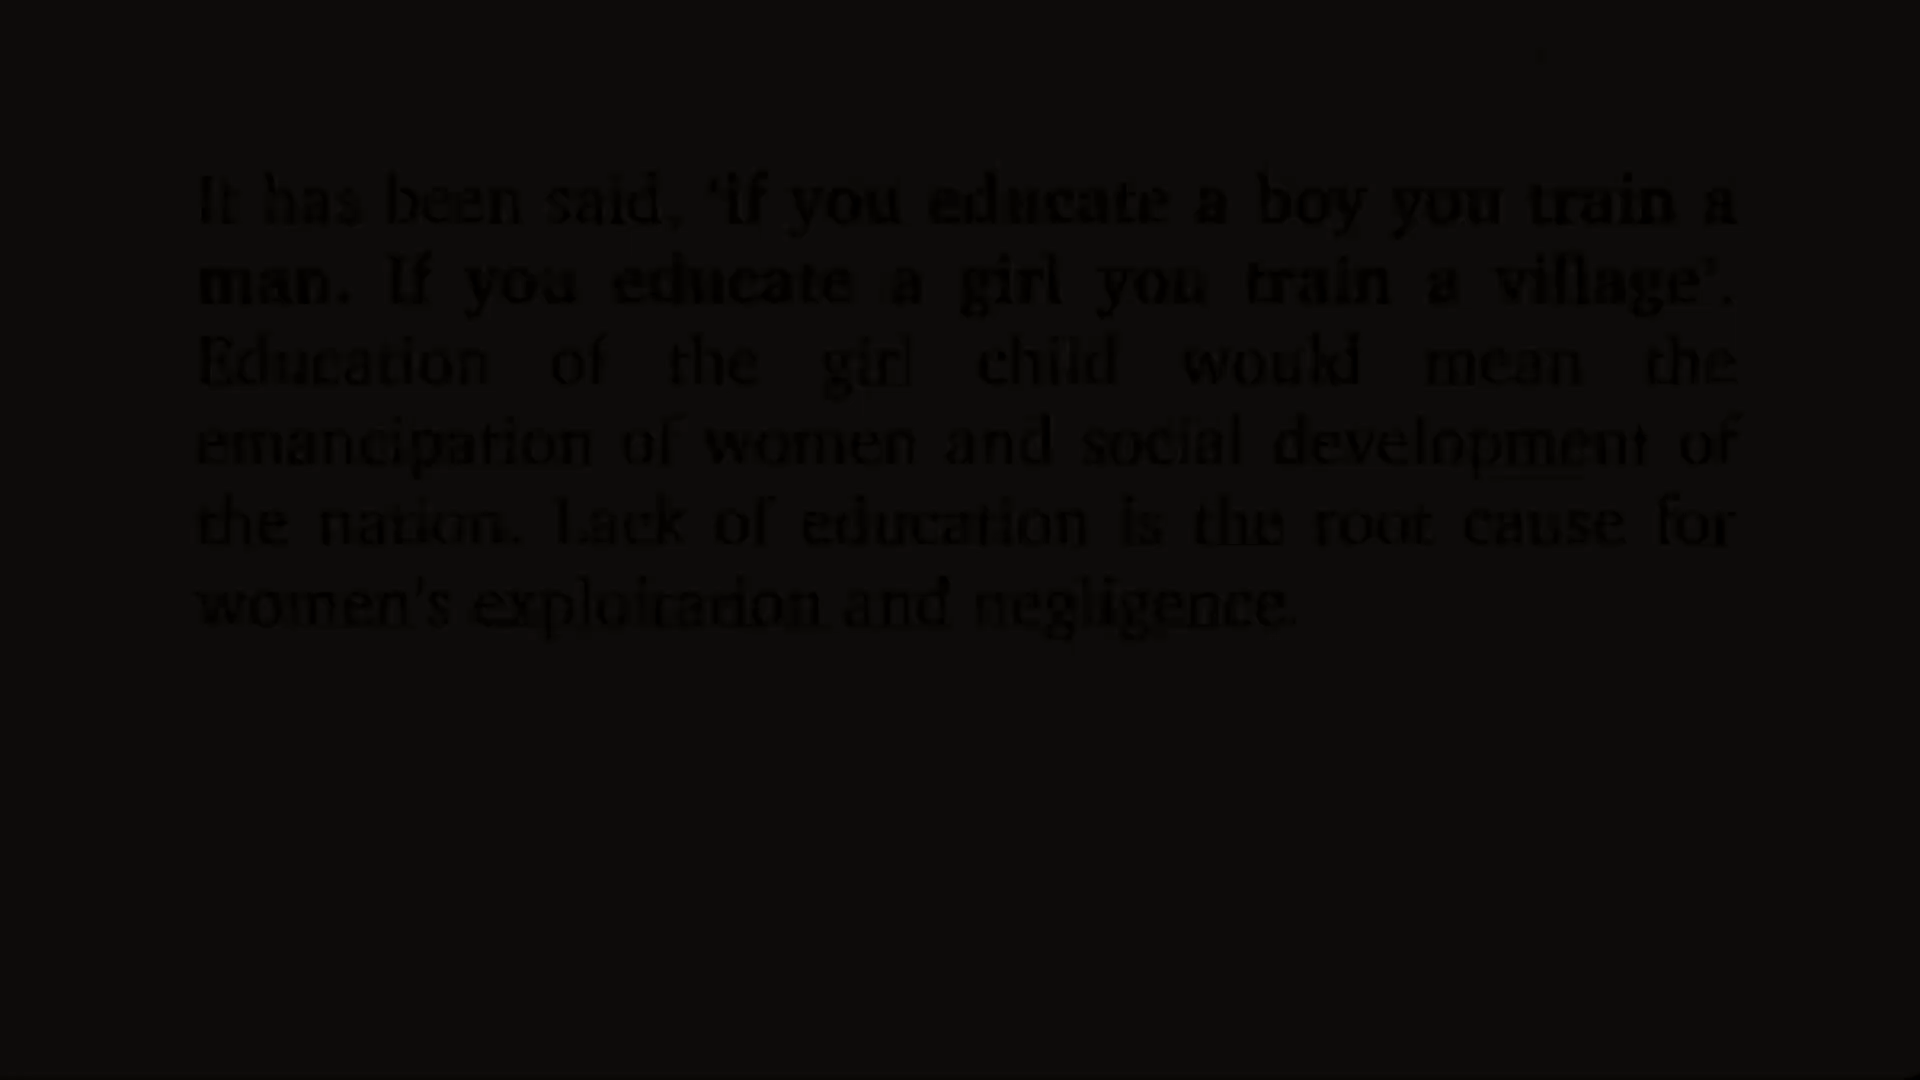 It has been said, 'if you educate a boy you train a
man. If you educate a girl you train a village'.
Education of the girl child would mean the
emancipation of women and social development of
the nation. Lack of education is the root cause for
women's exploitation and negligence.